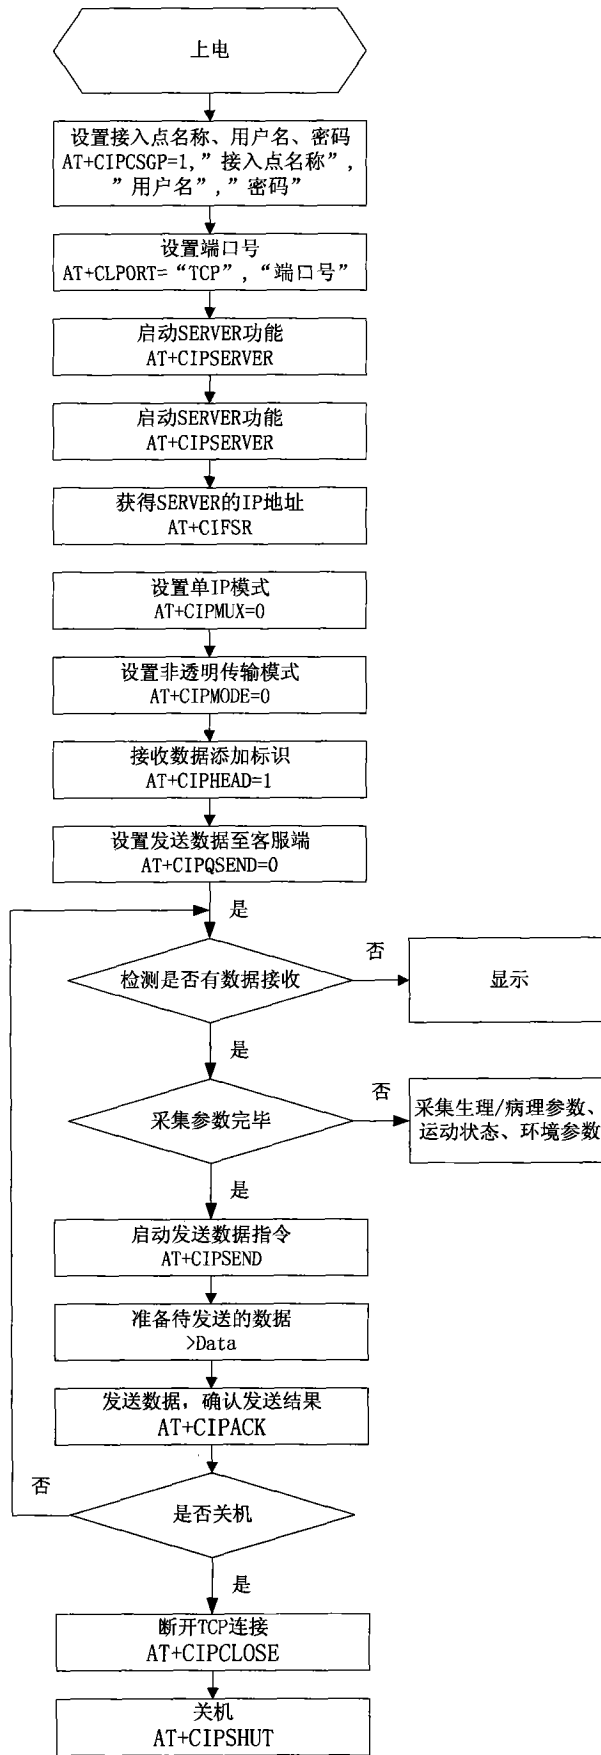 上电
设置接入点名称、用户名、密码
AT+CIPCSGP=1,”接入点名称”,
”用户名”,”密码”
设置端口号
AT+CLPORT=“TCP”,“端口号”
启动SERVER功能
AT+CIPSERVER
启动SERVER功能
AT+CIPSERVER
获得SERVER的IP地址
AT+CIFSR
设置单IP模式
AT+CIPMUX=0
设置非透明传输模式
AT+CIPMODE=0
接收数据添加标识
AT+CIPHEAD=1
设置发送数据至客服端
AT+CIPQSEND=0
是
检测是否有数据接收
否
显示
是
采集参数完毕
否
采集生理/病理参数、
运动状态、环境参数
是
启动发送数据指令
AT+CIPSEND
准备待发送的数据
>Data
发送数据，确认发送结果
AT+CIPACK
否
是否关机
是
断开TCP连接
AT+CIPCLOSE
关机
AT+CIPSHUT